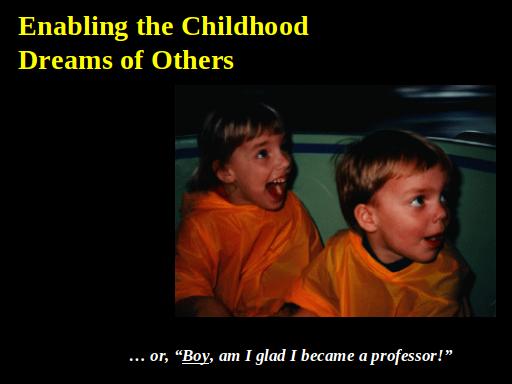 Enabling the Childhood
Dreams of Others
… or, “Boy, am I glad I became a professor!”